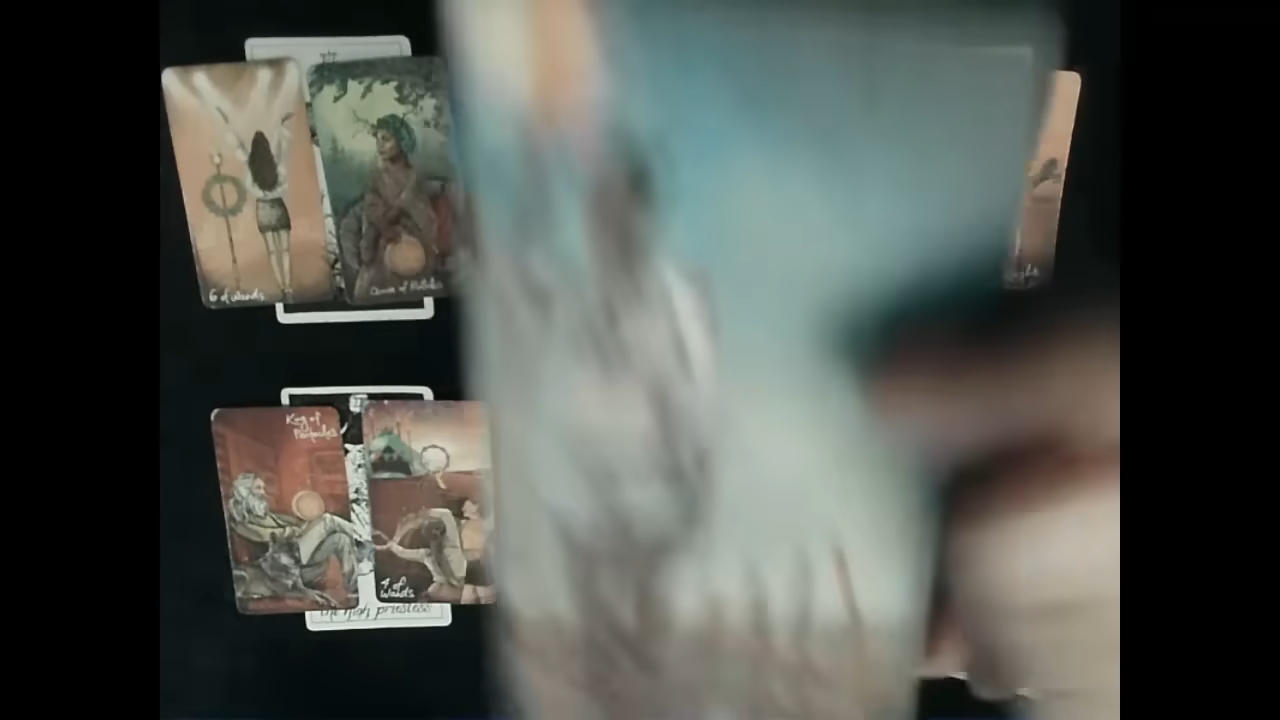 6 of wands
Queen of Pentacles
King of
Pentacles
4 of
wands
the high priestess